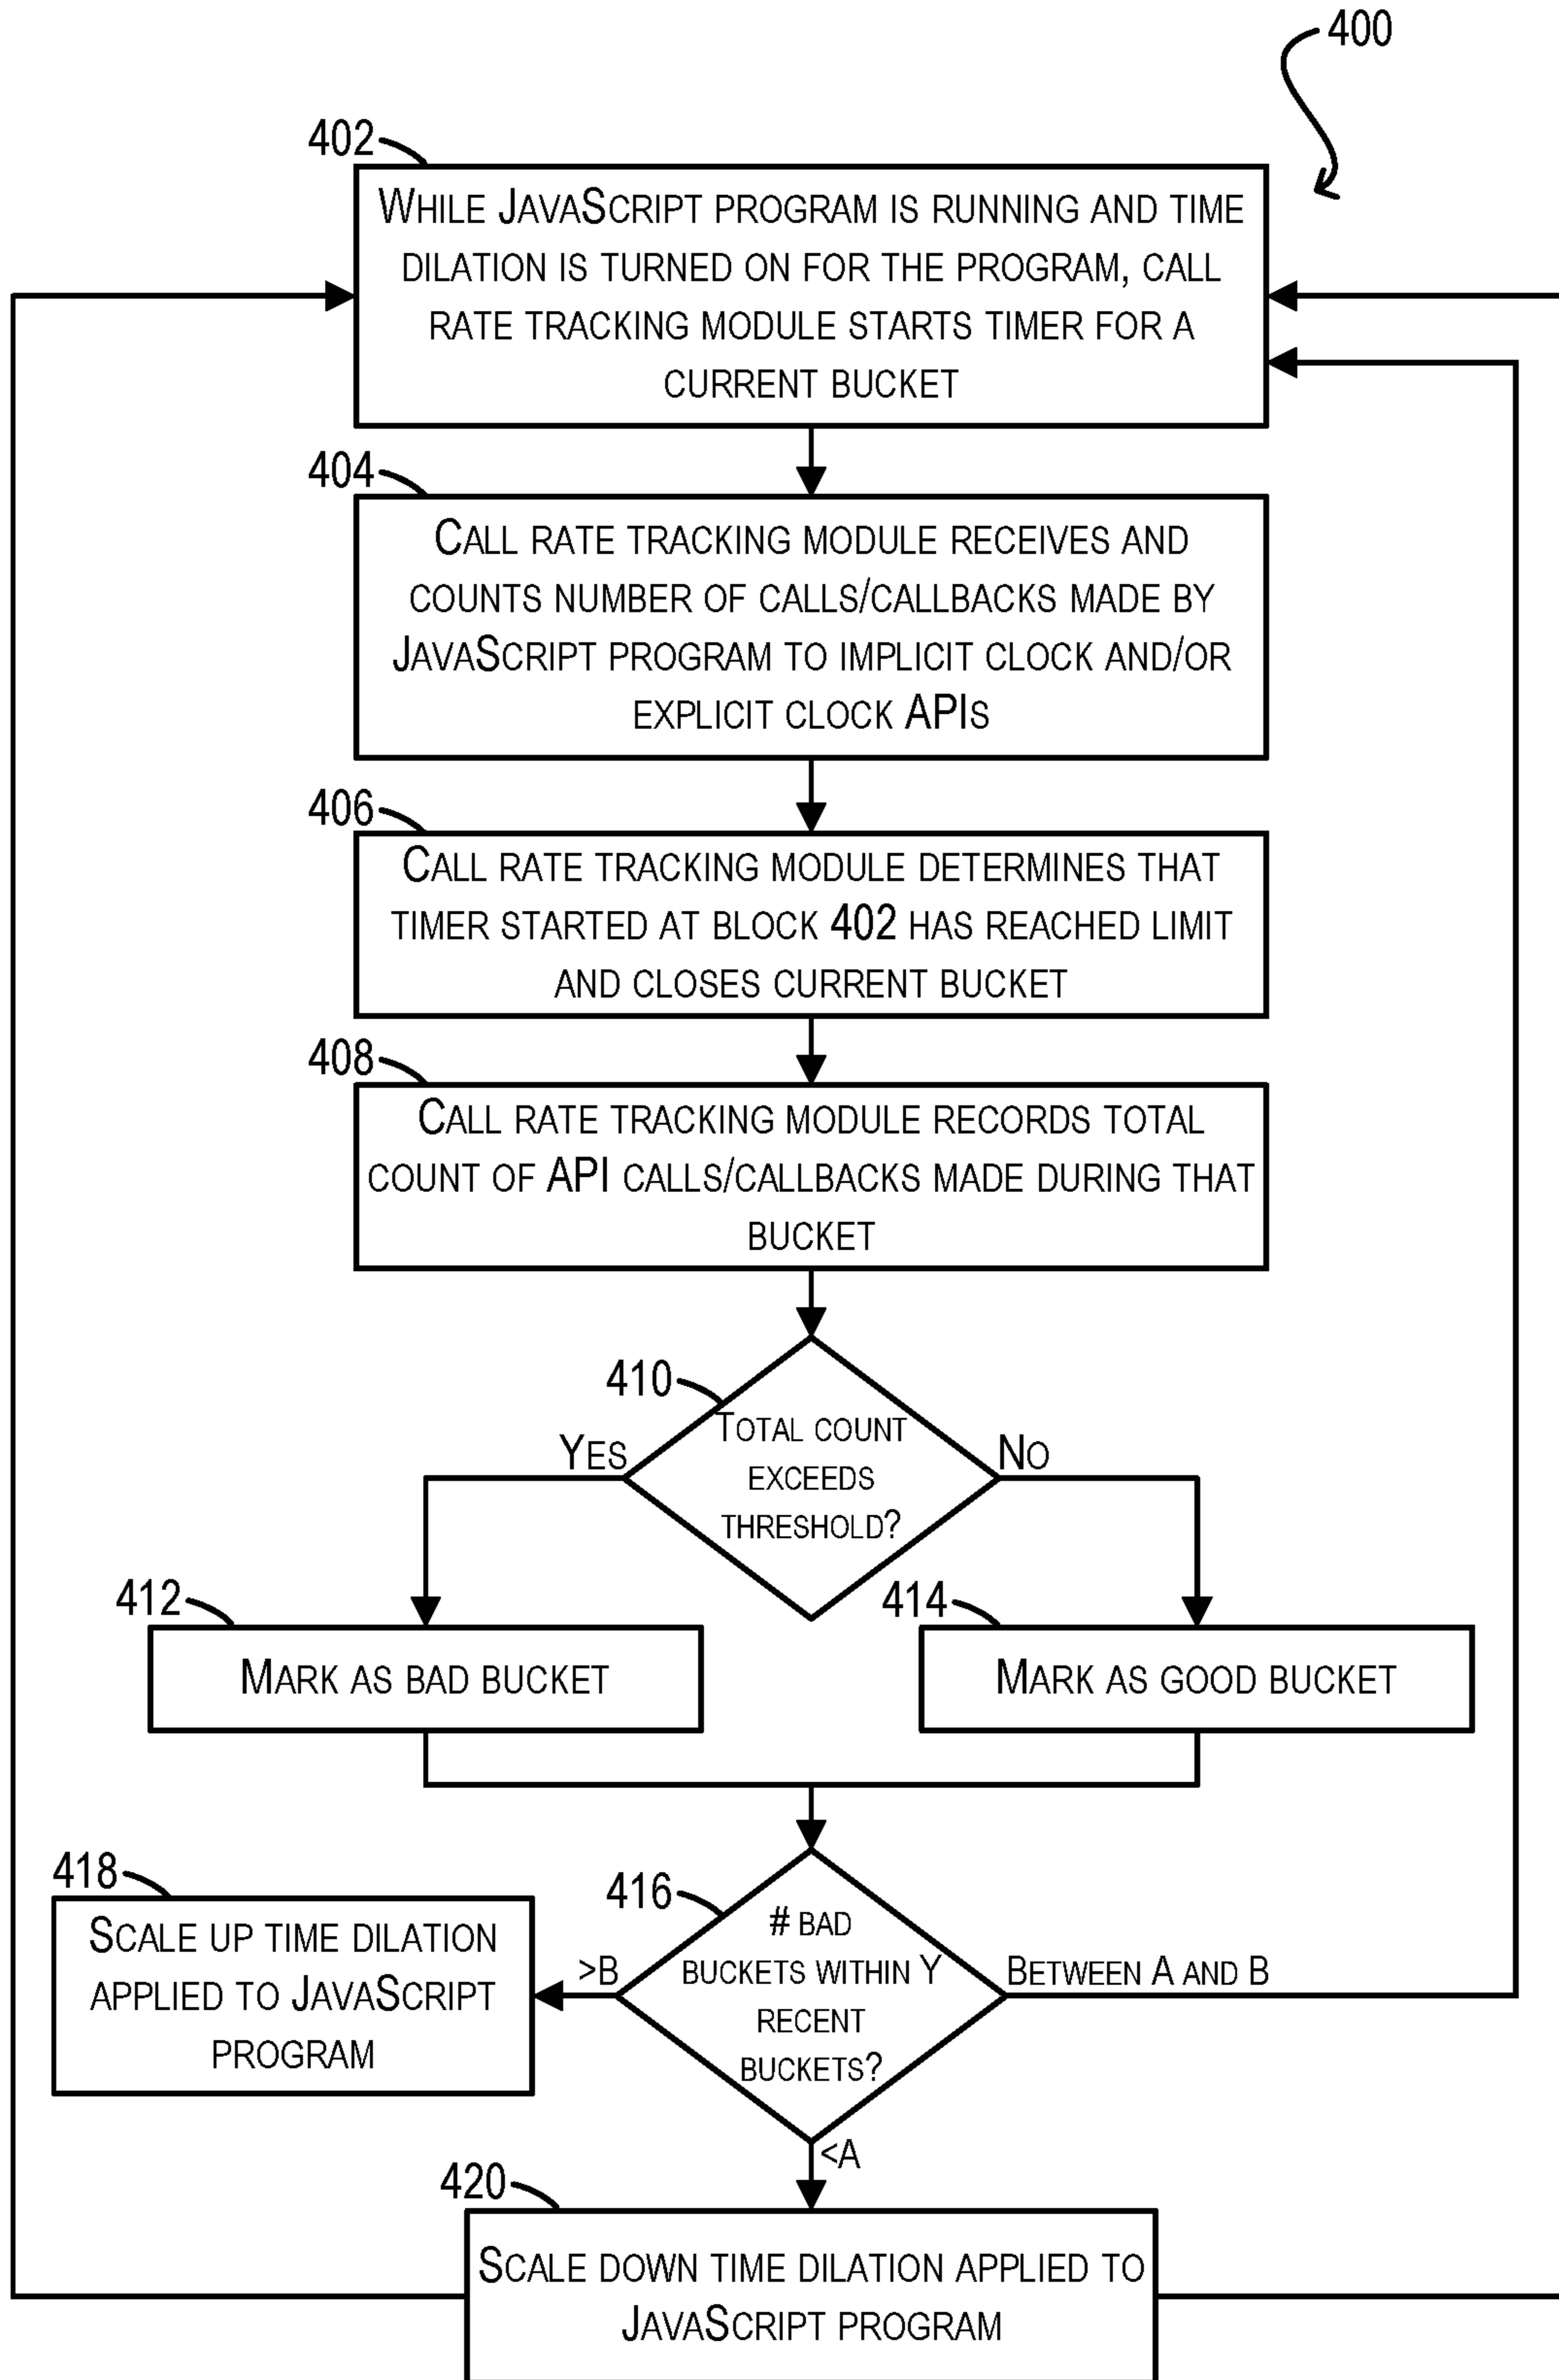 400
402
While JavaScript program is running and time
dilation is turned on for the program, call
rate tracking module starts timer for a
current bucket
404
Call rate tracking module receives and
counts number of calls/callbacks made by
JavaScript program to implicit clock and/or
explicit clock APIs
406
Call rate tracking module determines that
timer started at block 402 has reached limit
and closes current bucket
408
Call rate tracking module records total
count of API calls/callbacks made during that
bucket
410
Total count
exceeds
threshold?
Yes
No
412
Mark as bad bucket
414
Mark as good bucket
416
# bad
buckets within Y
recent
buckets?
>B
Between A and B
<A
418
Scale up time dilation
applied to JavaScript
program
420
Scale down time dilation applied to
JavaScript program